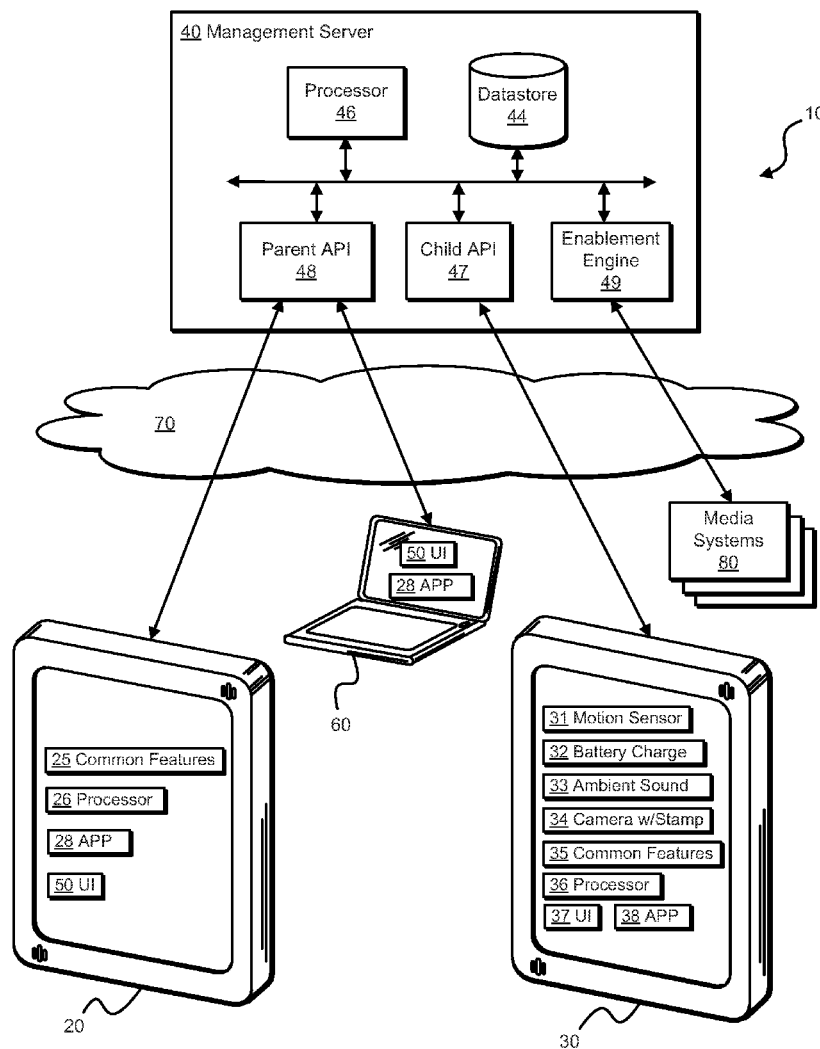 40 Management Server
Processor
46
Datastore
44
10
Parent API
48
Child API
47
Enablement
Engine
49
70
Media
Systems
80
50 UI
28 APP
60
25 Common Features
26 Processor
28 APP
50 UI
20
31 Motion Sensor
32 Battery Charge
33 Ambient Sound
34 Camera w/Stamp
35 Common Features
36 Processor
37 UI
38 APP
30